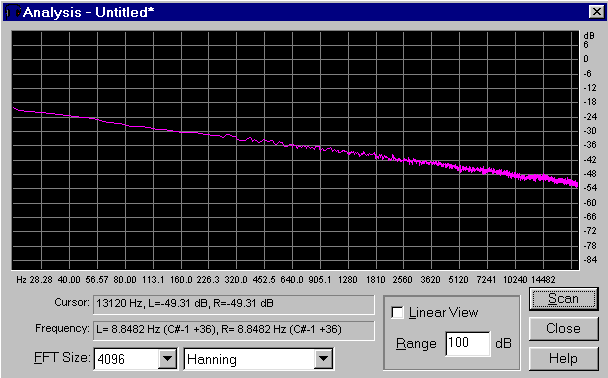 Analysis - Untitled*
dB
6
0
-6
-12
-18
-24
-30
-36
-42
-48
-54
-60
-66
-72
-78
-84
Hz 28.28 40.00 56.57 80.00 113.1 160.0 226.3 320.0 452.5 640.0 905.1 1280 1810 2560 3620 5120 7241 10240 14482
Cursor: 13120 Hz, L=-49.31 dB, R=-49.31 dB
Frequency: L= 8.8482 Hz (C#-1 +36), R= 8.8482 Hz (C#-1 +36)
FFT Size: 4096 Hanning
Linear View
Range 100 dB
Scan
Close
Help